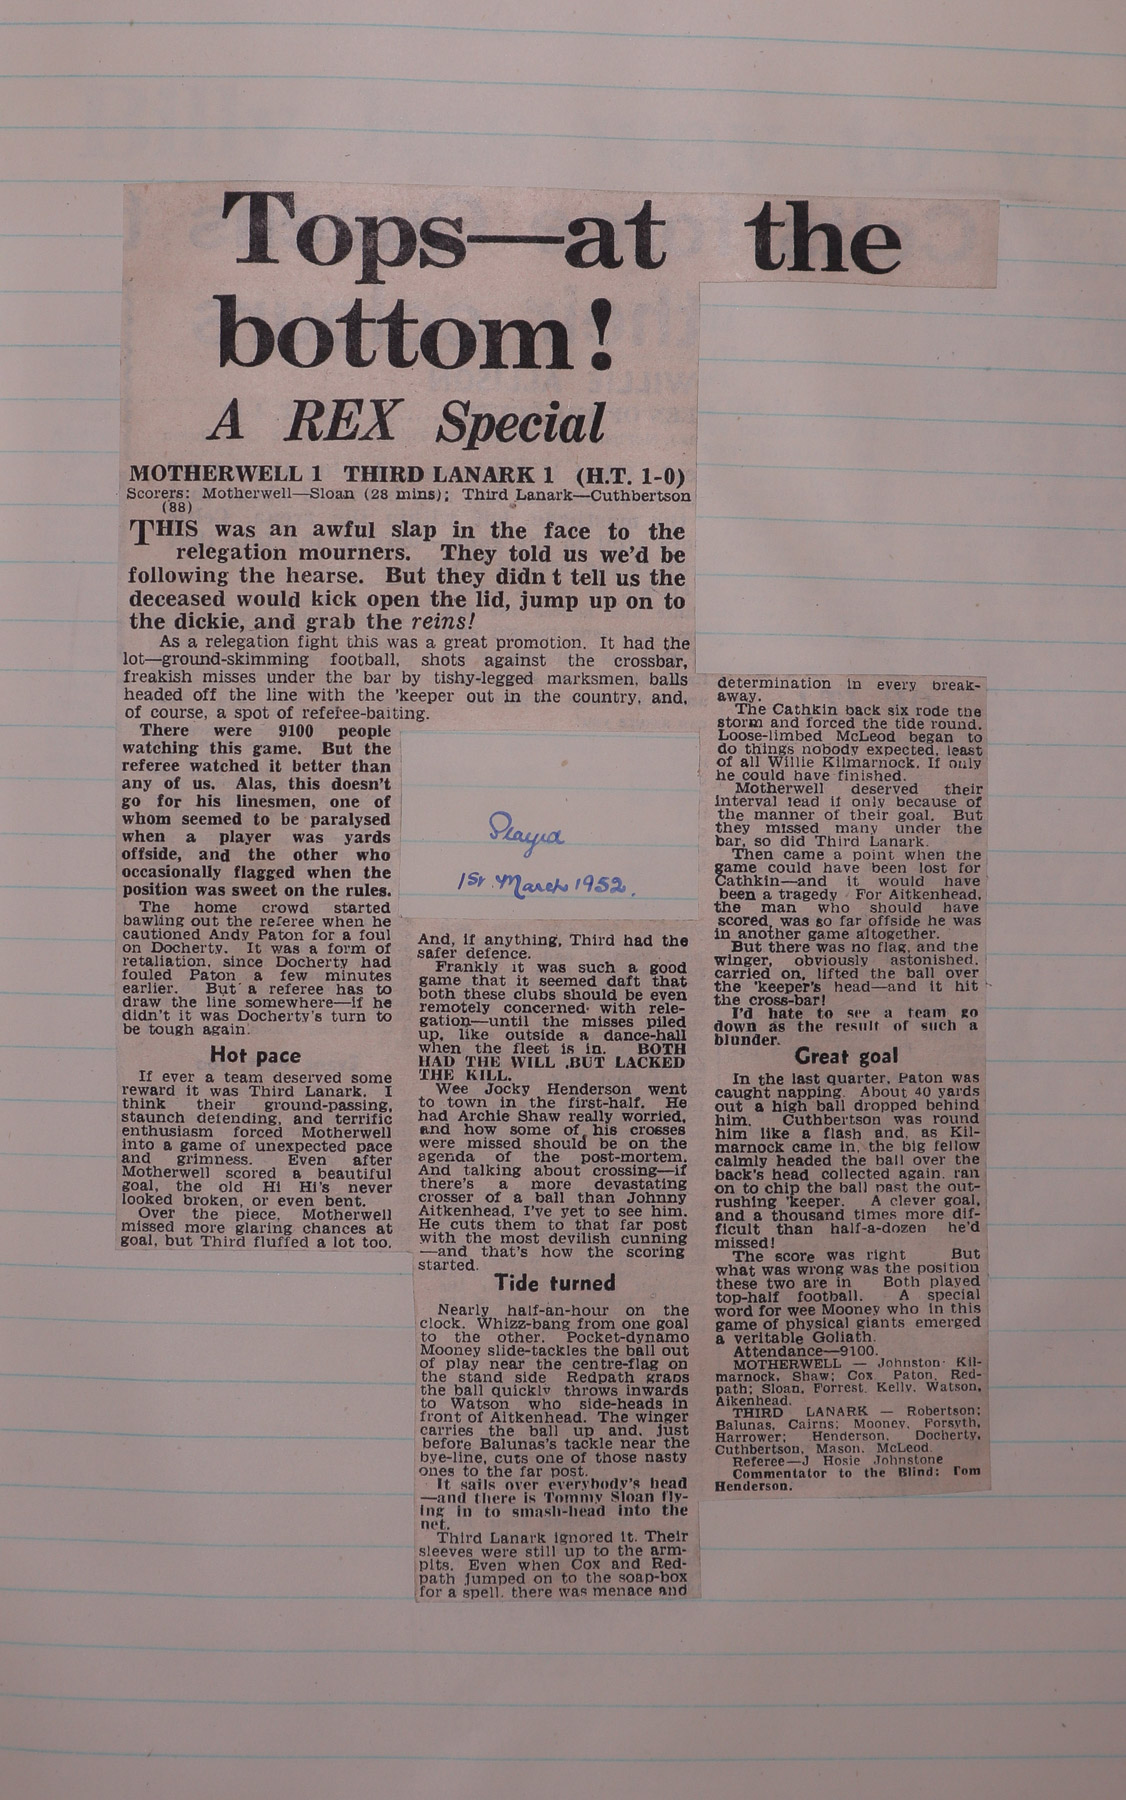 Tops—at the
bottom!
A REX Special
MOTHERWELL 1 THIRD LANARK 1 (H.T. 1-0)
Scorers: Motherwell—Sloan (28 mins); Third Lanark—Cuthbertson
(88)
THIS was an awful slap in the face to the
relegation mourners. They told us we'd be
following the hearse. But they didn t tell us the
deceased would kick open the lid, jump up on to
the dickie, and grab the reins!
As a relegation fight this was a great promotion. It had the
lot—ground-skimming football, shots against the crossbar,
freakish misses under the bar by tishy-legged marksmen, balls
headed off the line with the 'keeper out in the country, and,
of course, a spot of referee-baiting.
There were 9100 people
watching this game. But the
referee watched it better than
any of us. Alas, this doesn't
go for his linesmen, one of
whom seemed to be paralysed
when a player was yards
offside, and the other who
occasionally flagged when the
position was sweet on the rules.
The home crowd started
bawling out the referee when he
cautioned Andy Paton for a foul
on Docherty. It was a form of
retaliation, since Docherty had
fouled Paton a few minutes
earlier. But a referee has to
draw the line somewhere—if he
didn't it was Docherty's turn to
be tough again.
Hot pace
If ever a team deserved some
reward it was Third Lanark. I
think their ground-passing,
staunch defending, and terrific
enthusiasm forced Motherwell
into a game of unexpected pace
and grimness. Even after
Motherwell scored a beautiful
goal, the old Hi Hi's never
looked broken, or even bent.
Over the piece, Motherwell
missed more glaring chances at
goal, but Third fluffed a lot too.
Played
1st March 1952.
And, if anything, Third had the
safer defence.
Frankly it was such a good
game that it seemed daft that
both these clubs should be even
remotely concerned with rele-
gation—until the misses piled
up, like outside a dance-hall
when the fleet is in. BOTH
HAD THE WILL BUT LACKED
THE KILL.
Wee Jocky Henderson went
to town in the first-half. He
had Archie Shaw really worried,
and how some of his crosses
were missed should be on the
agenda of the post-mortem.
And talking about crossing—if
there's a more devastating
crosser of a ball than Johnny
Aitkenhead, I've yet to see him.
He cuts them to that far post
with the most devilish cunning
—and that's how the scoring
started.
Tide turned
Nearly half-an-hour on the
clock. Whizz-bang from one goal
to the other. Pocket-dynamo
Mooney slide-tackles the ball out
of play near the centre-flag on
the stand side Redpath grabs
the ball quickly throws inwards
to Watson who side-heads in
front of Aitkenhead. The winger
carries the ball up and, just
before Balunas's tackle near the
bye-line, cuts one of those nasty
ones to the far post.
It sails over everybody's head
—and there is Tommy Sloan fly-
ing in to smash-head into the
net.
Third Lanark ignored it. Their
sleeves were still up to the arm-
pits. Even when Cox and Red-
path jumped on to the soap-box
for a spell, there was menace and
determination in every break-
away.
The Cathkin back six rode the
storm and forced the tide round.
Loose-limbed McLeod began to
do things nobody expected, least
of all Willie Kilmarnock. If only
he could have finished.
Motherwell deserved their
interval lead if only because of
the manner of their goal. But
they missed many under the
bar, so did Third Lanark.
Then came a point when the
game could have been lost for
Cathkin—and it would have
been a tragedy For Aitkenhead,
the man who should have
scored, was so far offside he was
in another game altogether.
But there was no flag, and the
winger, obviously astonished,
carried on, lifted the ball over
the 'keeper's head—and it hit
the cross-bar!
I'd hate to see a team go
down as the result of such a
blunder.
Great goal
In the last quarter, Paton was
caught napping. About 40 yards
out a high ball dropped behind
him. Cuthbertson was round
him like a flash and, as Kil-
marnock came in, the big fellow
calmly headed the ball over the
back's head collected again, ran
on to chip the ball past the out-
rushing 'keeper. A clever goal,
and a thousand times more dif-
ficult than half-a-dozen he'd
missed!
The score was right But
what was wrong was the position
these two are in Both played
top-half football. A special
word for wee Mooney who in this
game of physical giants emerged
a veritable Goliath.
Attendance—9100.
MOTHERWELL — Johnston· Kil-
marnock, Shaw; Cox Paton, Red-
path; Sloan, Forrest, Kelly, Watson,
Aikenhead.
THIRD LANARK — Robertson;
Balunas, Cairns; Mooney, Forsyth,
Harrower; Henderson, Docherty,
Cuthbertson, Mason, McLeod.
Referee—J Hosie Johnstone
Commentator to the Blind: Tom
Henderson.